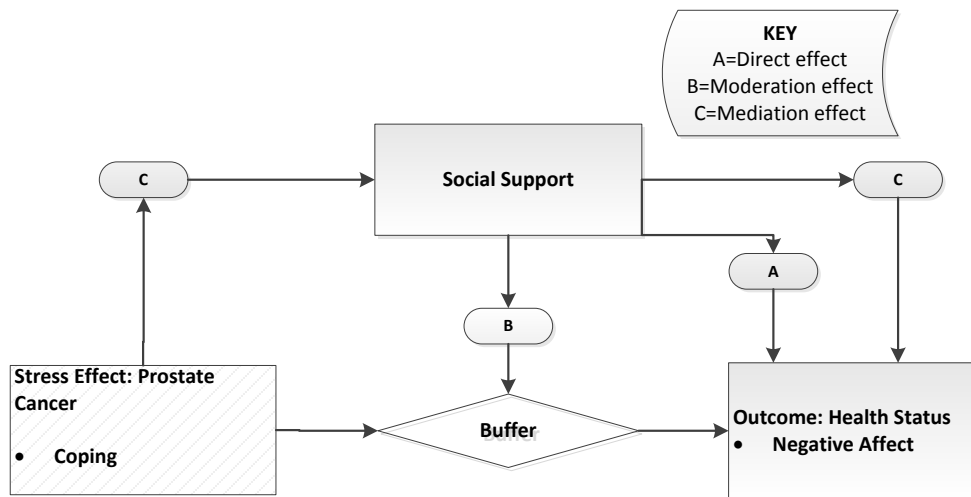 KEY
A=Direct effect
B=Moderation effect
C=Mediation effect
C
Social Support
C
A
B
Stress Effect: Prostate
Cancer
• Coping
Buffer
Outcome: Health Status
• Negative Affect